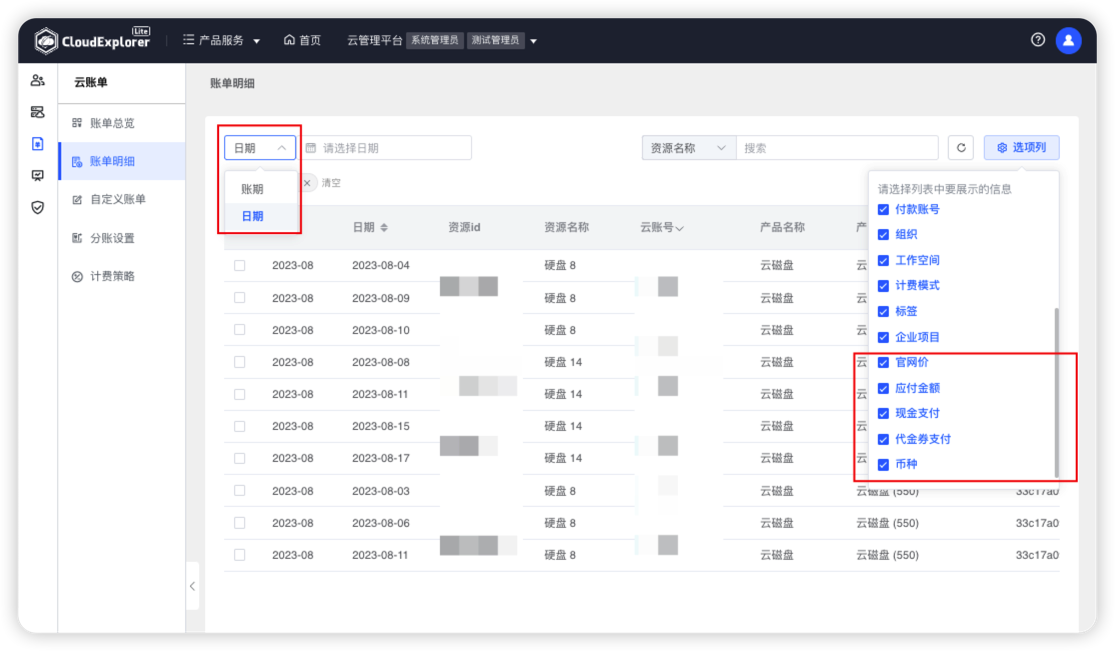 CloudExplorer Lite 产品服务 首页 云管理平台 系统管理员 测试管理员
云账单 账单明细
账单总览
账单明细
自定义账单
分账设置
计费策略
日期 请选择日期 资源名称 搜索 选项列
账期
日期
清空
日期 资源id 资源名称 云账号 产品名称 产
2023-08 2023-08-04 硬盘 8 云磁盘 云
2023-08 2023-08-09 硬盘 8 云磁盘
2023-08 2023-08-10 硬盘 8 云磁盘 云
2023-08 2023-08-08 硬盘 14 云磁盘 云
2023-08 2023-08-11 硬盘 14 云磁盘 云
2023-08 2023-08-15 硬盘 14 云磁盘 云
2023-08 2023-08-17 硬盘 14 云磁盘 云
2023-08 2023-08-03 硬盘 8 云磁盘 云磁盘 (550) 33c17a0
2023-08 2023-08-06 硬盘 8 云磁盘 云磁盘 (550) 33c17a0
2023-08 2023-08-11 硬盘 8 云磁盘 云磁盘 (550) 33c17a0
请选择列表中要展示的信息
付款账号
组织
工作空间
计费模式
标签
企业项目
官网价
应付金额
现金支付
代金券支付
币种